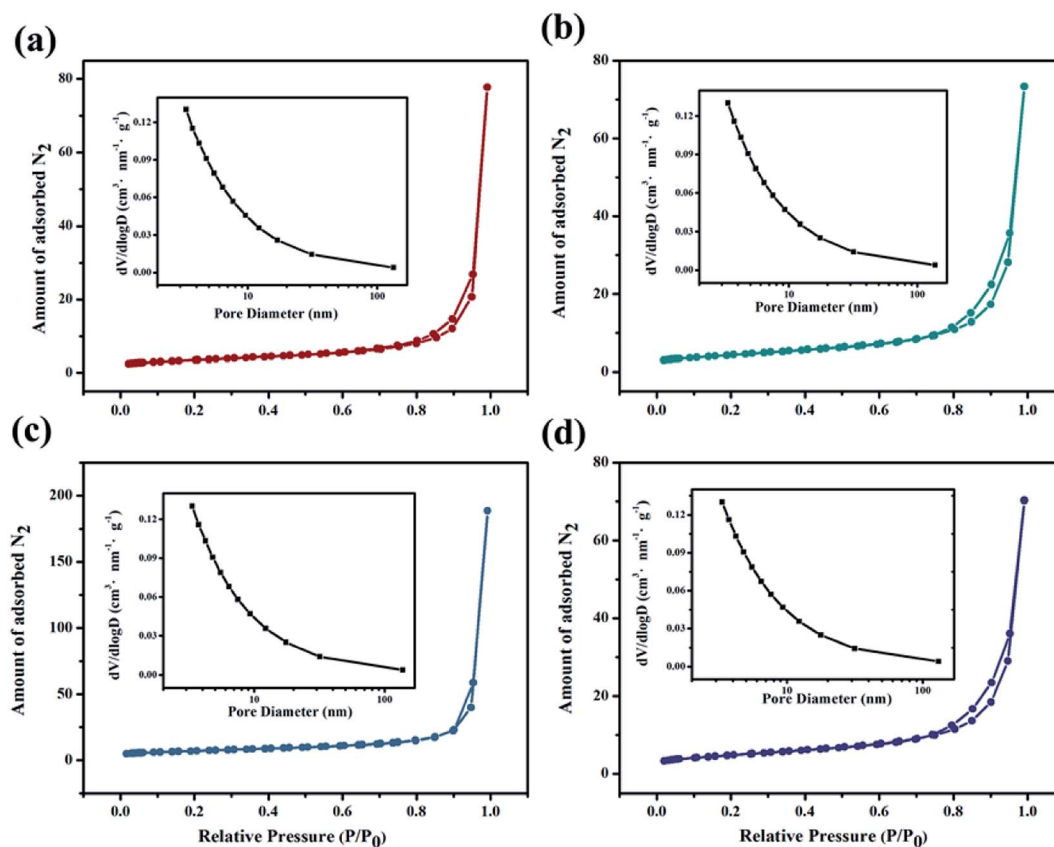 (a)
Amount of adsorbed N2
80
60
40
20
0
0.0 0.2 0.4 0.6 0.8 1.0
dV/dlogD (cm³· nm⁻¹· g⁻¹)
0.12
0.09
0.06
0.03
0.00
10 100
Pore Diameter (nm)
(b)
Amount of adsorbed N2
80
60
40
20
0
0.0 0.2 0.4 0.6 0.8 1.0
dV/dlogD (cm³· nm⁻¹· g⁻¹)
0.12
0.09
0.06
0.03
0.00
10 100
Pore Diameter (nm)
(c)
Amount of adsorbed N2
200
150
100
50
0
0.0 0.2 0.4 0.6 0.8 1.0
Relative Pressure (P/P0)
dV/dlogD (cm³· nm⁻¹· g⁻¹)
0.12
0.09
0.06
0.03
0.00
10 100
Pore Diameter (nm)
(d)
Amount of adsorbed N2
80
60
40
20
0
0.0 0.2 0.4 0.6 0.8 1.0
Relative Pressure (P/P0)
dV/dlogD (cm³· nm⁻¹· g⁻¹)
0.12
0.09
0.06
0.03
0.00
10 100
Pore Diameter (nm)